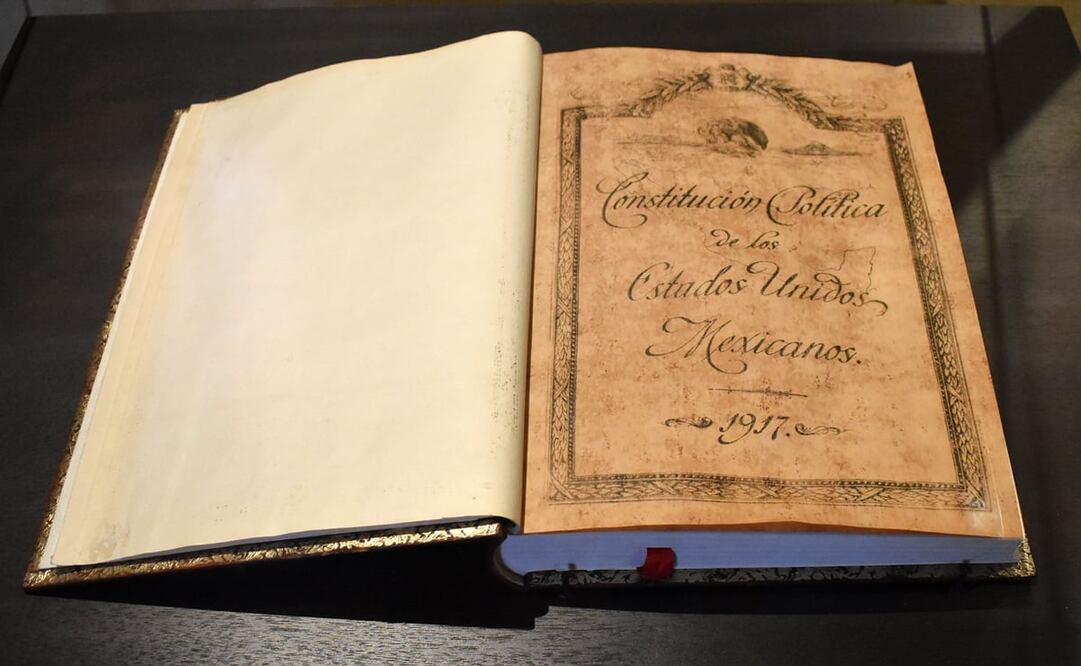 Constitución Política
de los
Estados Unidos
Mexicanos.
1917.